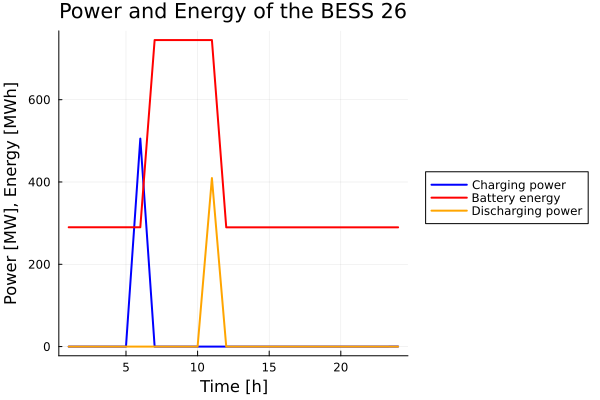 Power and Energy of the BESS 26
Power [MW], Energy [MWh]
600
400
200
0
5
10
15
20
Time [h]
Charging power
Battery energy
Discharging power